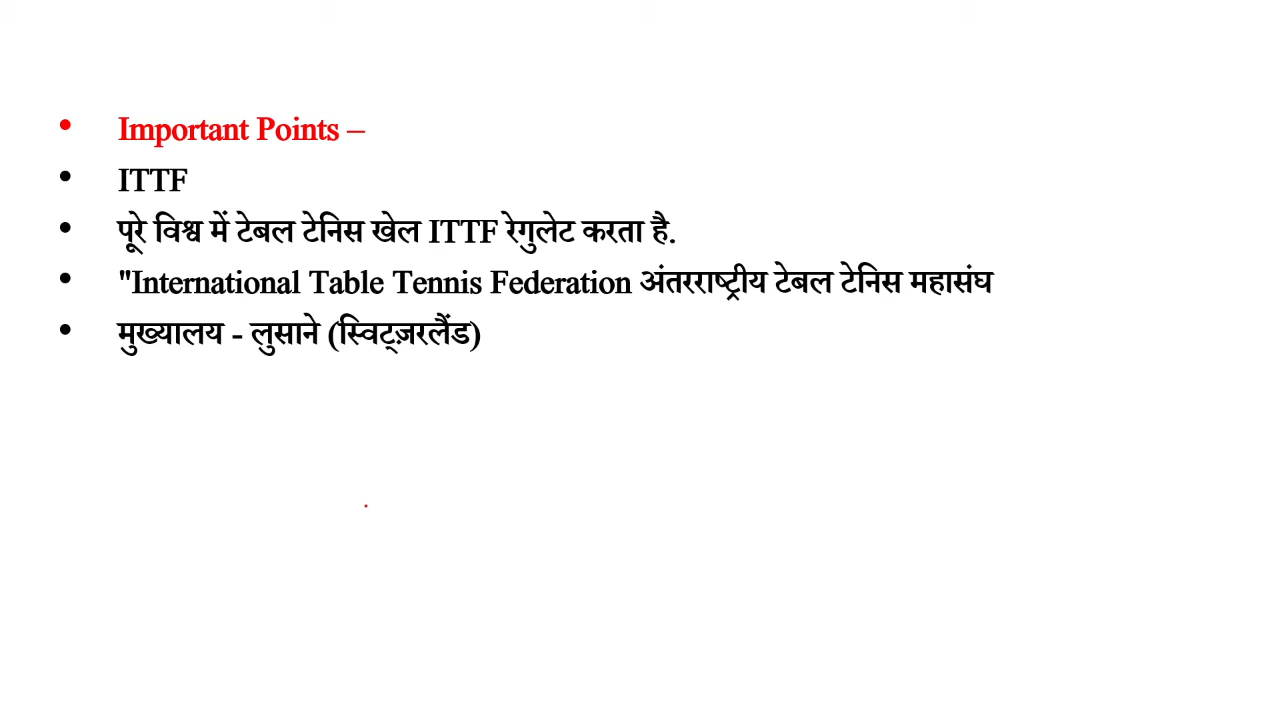 • Important Points –
• ITTF
• पूरे विश्व में टेबल टेनिस खेल ITTF रेगुलेट करता है.
• "International Table Tennis Federation अंतरराष्ट्रीय टेबल टेनिस महासंघ
• मुख्यालय - लुसाने (स्विट्ज़रलैंड)